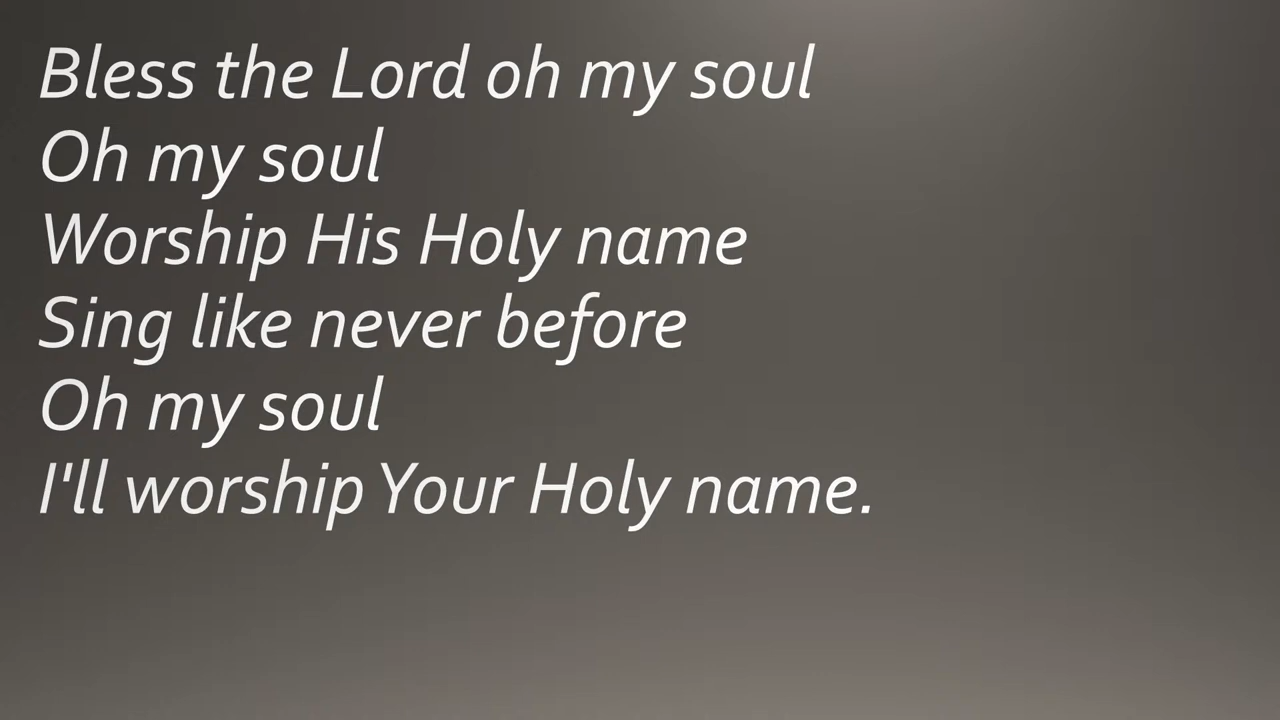 Bless the Lord oh my soul
Oh my soul
Worship His Holy name
Sing like never before
Oh my soul
I'll worship Your Holy name.